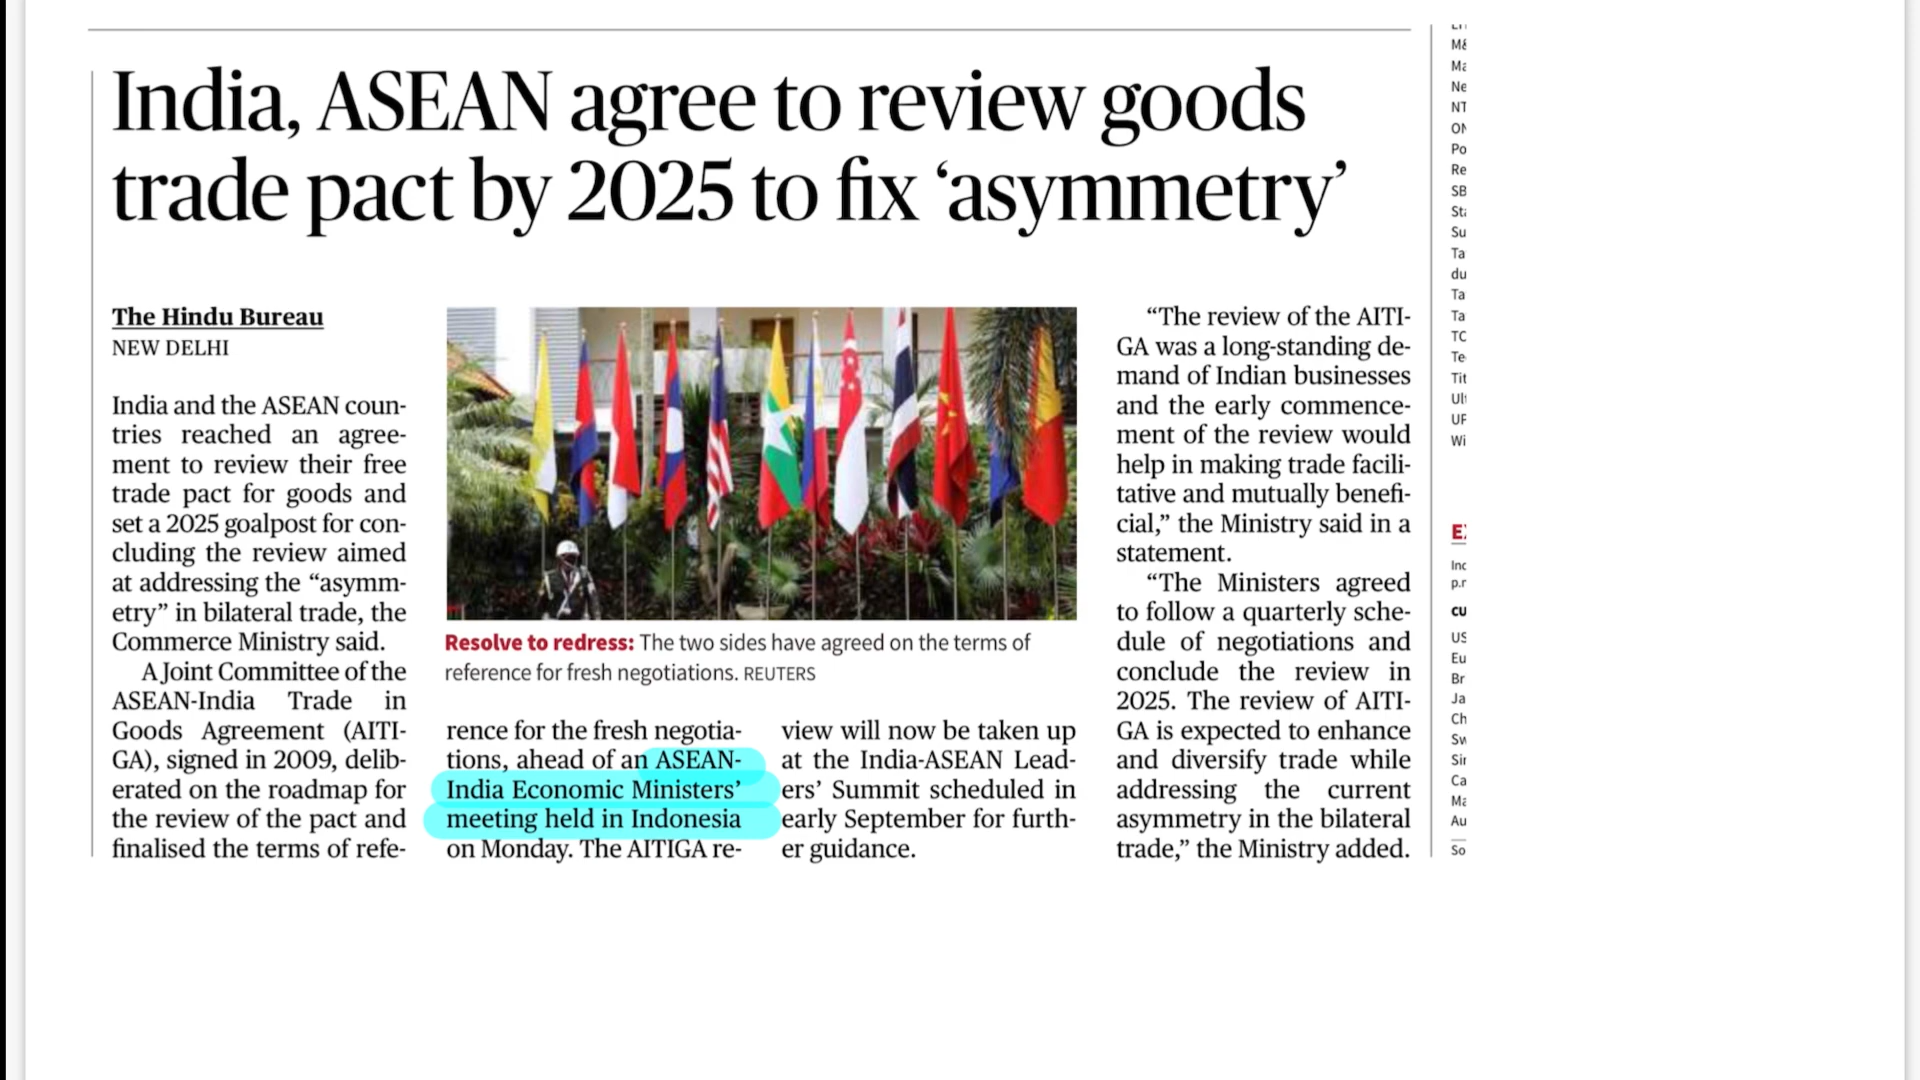 India, ASEAN agree to review goods
trade pact by 2025 to fix ‘asymmetry’
The Hindu Bureau
NEW DELHI
India and the ASEAN coun-
tries reached an agree-
ment to review their free
trade pact for goods and
set a 2025 goalpost for con-
cluding the review aimed
at addressing the “asymm-
etry” in bilateral trade, the
Commerce Ministry said.
A Joint Committee of the
ASEAN-India Trade in
Goods Agreement (AITI-
GA), signed in 2009, delib-
erated on the roadmap for
the review of the pact and
finalised the terms of refe-
Resolve to redress: The two sides have agreed on the terms of
reference for fresh negotiations. REUTERS
rence for the fresh negotia-
tions, ahead of an ASEAN-
India Economic Ministers’
meeting held in Indonesia
on Monday. The AITIGA re-
view will now be taken up
at the India-ASEAN Lead-
ers’ Summit scheduled in
early September for furth-
er guidance.
“The review of the AITI-
GA was a long-standing de-
mand of Indian businesses
and the early commence-
ment of the review would
help in making trade facili-
tative and mutually benefi-
cial,” the Ministry said in a
statement.
“The Ministers agreed
to follow a quarterly sche-
dule of negotiations and
conclude the review in
2025. The review of AITI-
GA is expected to enhance
and diversify trade while
addressing the current
asymmetry in the bilateral
trade,” the Ministry added.